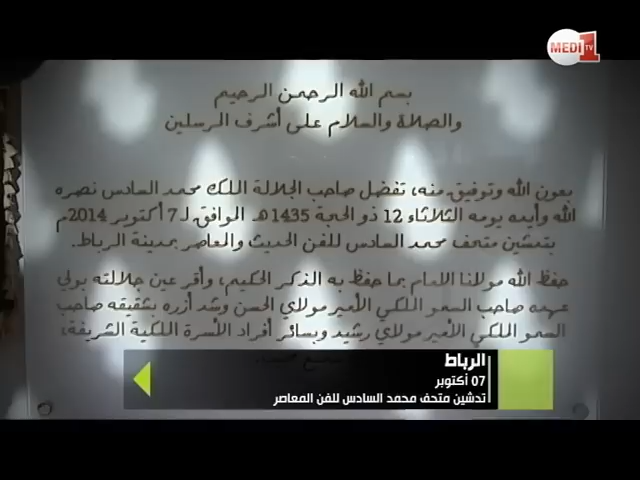 MEDI 1 TV
بسم الله الرحمن الرحيم
والصلاة والسلام على أشرف المرسلين
بعون الله وتوفيق منه، تفضل صاحب الجلالة الملك محمد السادس نصره
الله وأيده يومه الثلاثاء 12 ذو الحجة 1435هـ الموافق لـ 7 أكتوبر 2014م
بتدشين متحف محمد السادس للفن الحديث والمعاصر بمدينة الرباط.
حفظ الله مولانا الإمام بما حفظ به الذكر الحكيم، وأقر عين جلالته بولي
عهده صاحب السمو الملكي الأمير مولاي الحسن وشد أزره بشقيقه صاحب
السمو الملكي الأمير مولاي رشيد وبسائر أفراد الأسرة الملكية الشريفة،
الرباط
07 أكتوبر
تدشين متحف محمد السادس للفن المعاصر